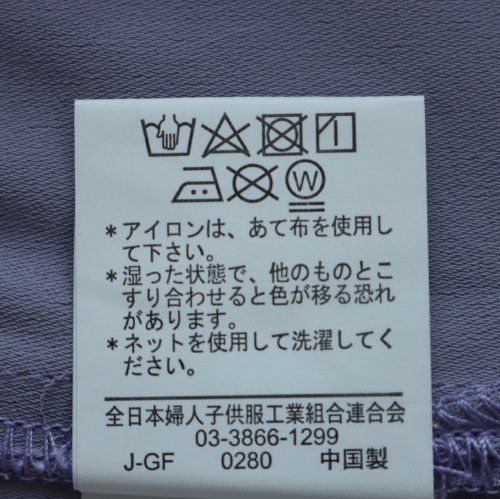 W
*アイロンは、あて布を使用し
て下さい。
*湿った状態で、他のものとこ
すり合わせると色が移る恐れ
があります。
*ネットを使用して洗濯してく
ださい。
全日本婦人子供服工業組合連合会
03-3866-1299
J-GF 0280 中国製